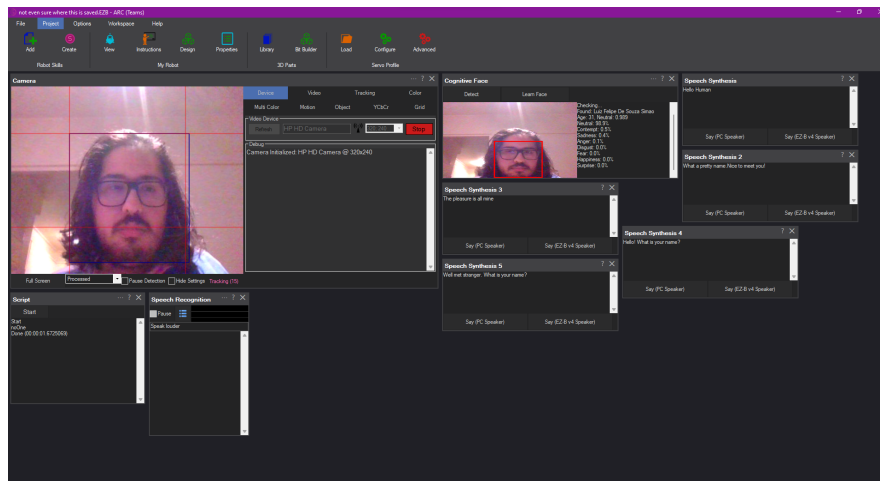 not even sure where this is saved.EZB - ARC (Teams)
File Project Options Workspace Help
Add Create View Instructions Design Properties Library Bit Builder Load Configure Advanced
Robot Skills My Robot 3D Parts Servo Profile
Camera
Device Video Tracking Color
Multi Color Motion Object YCbCr Grid
Video Device
Refresh HP HD Camera Stop
Debug
Camera Initialized: HP HD Camera @ 320x240
Full Screen Processed Pause Detection Hide Settings Tracking
Cognitive Face
Detect Learn Face
Checking...
Found: Luiz Felipe De Souza Simao
Age: 31, Neutral: 0.989
Neutral: 98.9%
Contempt: 0.5%
Sadness: 0.4%
Anger: 0.1%
Disgust: 0.0%
Fear: 0.0%
Happiness: 0.0%
Surprise: 0.0%
Speech Synthesis
Hello Human
Say (PC Speaker) Say (EZ-B v4 Speaker)
Speech Synthesis 2
What a pretty name. Nice to meet you!
Say (PC Speaker) Say (EZ-B v4 Speaker)
Speech Synthesis 3
The pleasure is all mine
Say (PC Speaker) Say (EZ-B v4 Speaker)
Speech Synthesis 4
Hello! What is your name?
Say (PC Speaker) Say (EZ-B v4 Speaker)
Speech Synthesis 5
Well met stranger. What is your name?
Say (PC Speaker) Say (EZ-B v4 Speaker)
Script
Start
Start
noOne
Done (00:00:01.6725069)
Speech Recognition
Pause
Speak louder